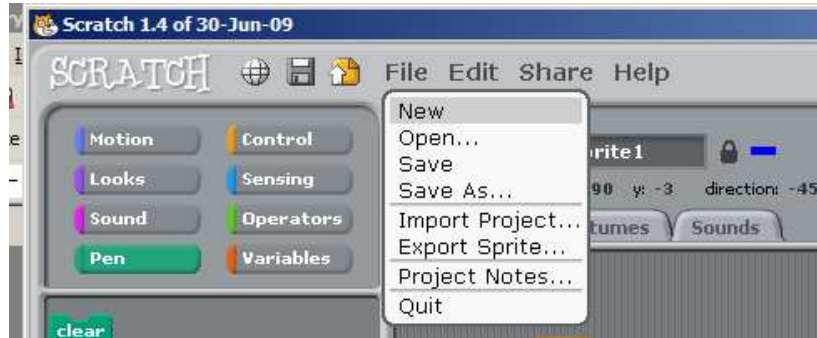 Scratch 1.4 of 30-Jun-09
SCRATCH File Edit Share Help
New
Open...
Save
Save As...
Import Project...
Export Sprite...
Project Notes...
Quit
Motion Control
Looks Sensing
Sound Operators
Pen Variables
clear
rite1
90 y: -3 direction: -45
tumes Sounds